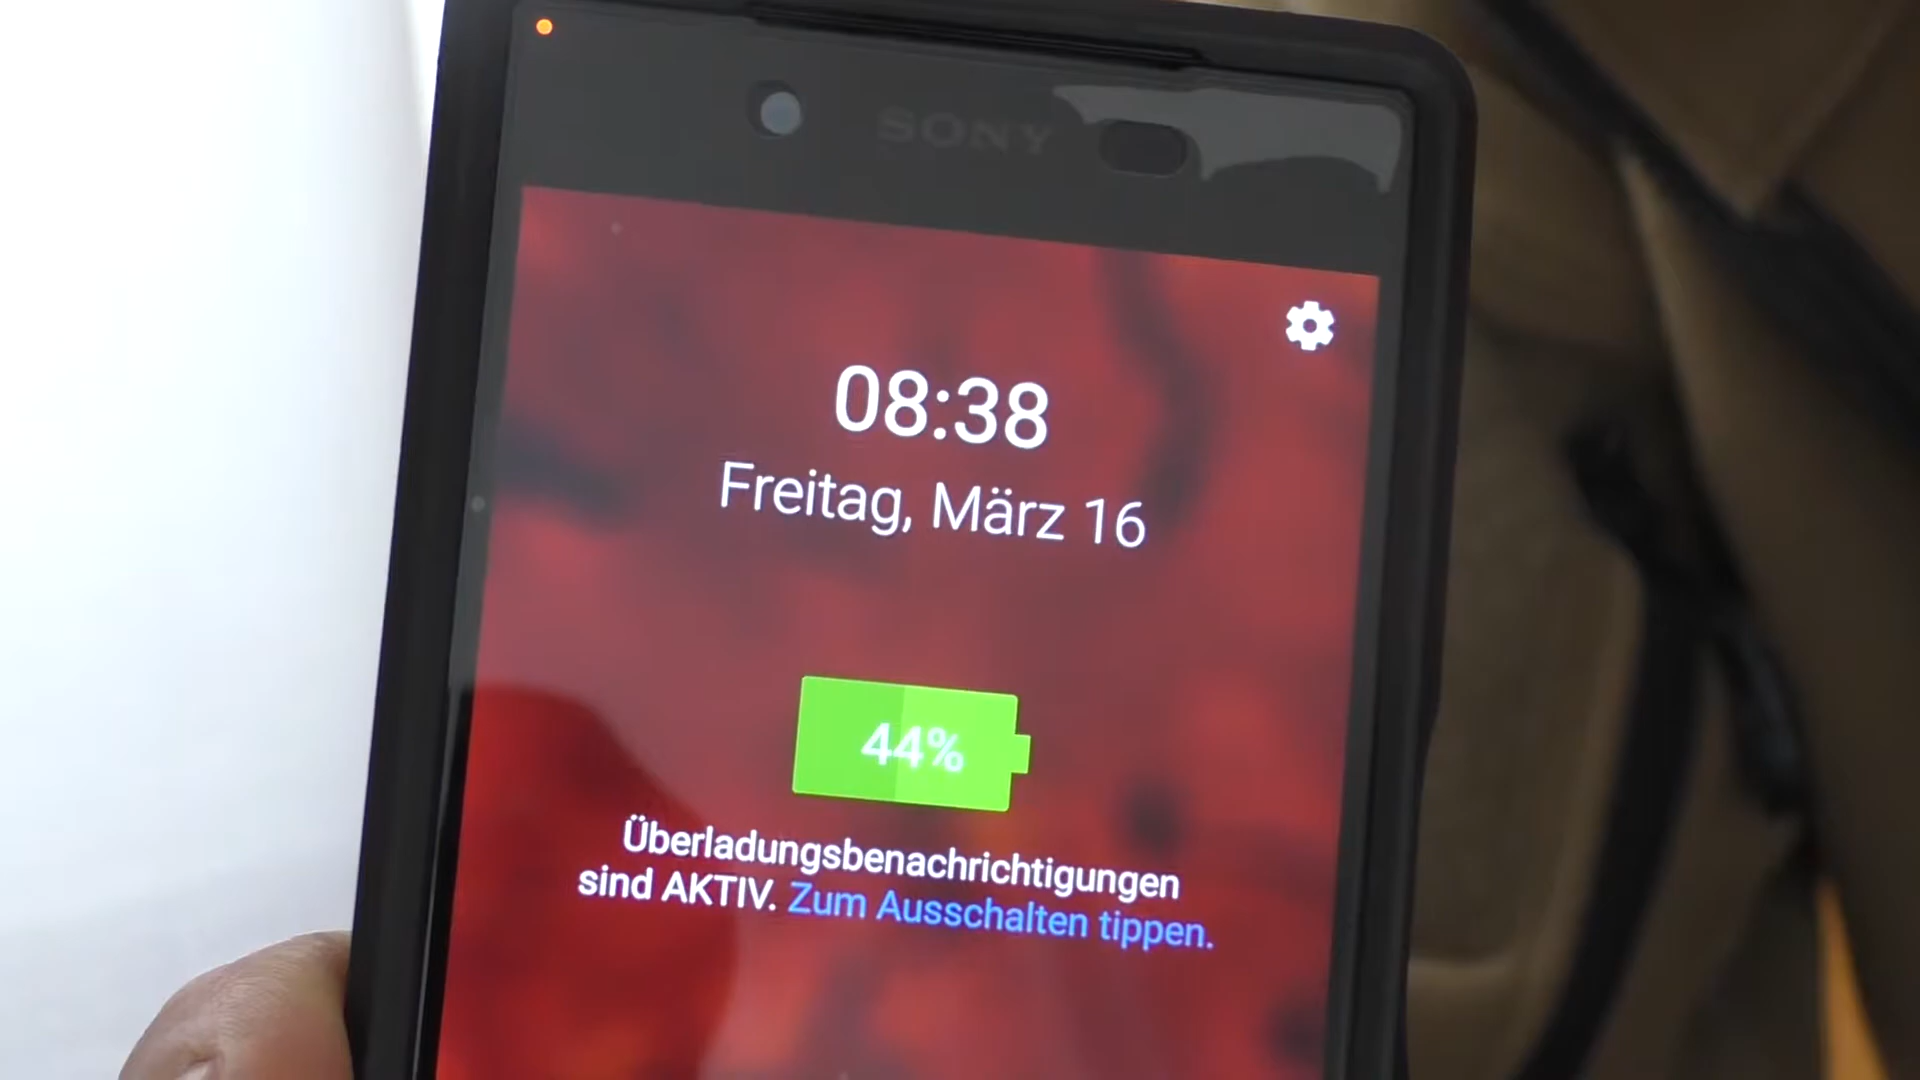 SONY
08:38
Freitag, März 16
44%
Überladungsbenachrichtigungen
sind AKTIV. Zum Ausschalten tippen.